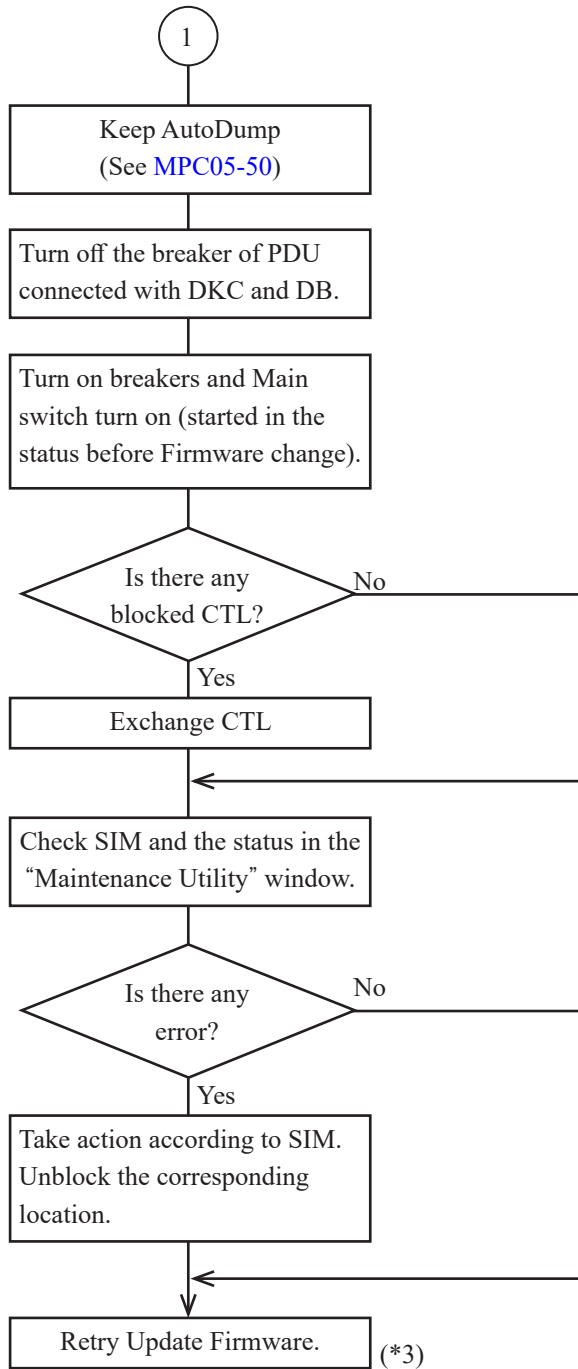 1
Keep AutoDump
(See MPC05-50)
Turn off the breaker of PDU
connected with DKC and DB.
Turn on breakers and Main
switch turn on (started in the
status before Firmware change).
Is there any
blocked CTL?
No
Yes
Exchange CTL
Check SIM and the status in the
“Maintenance Utility” window.
Is there any
error?
No
Yes
Take action according to SIM.
Unblock the corresponding
location.
Retry Update Firmware.
(*3)